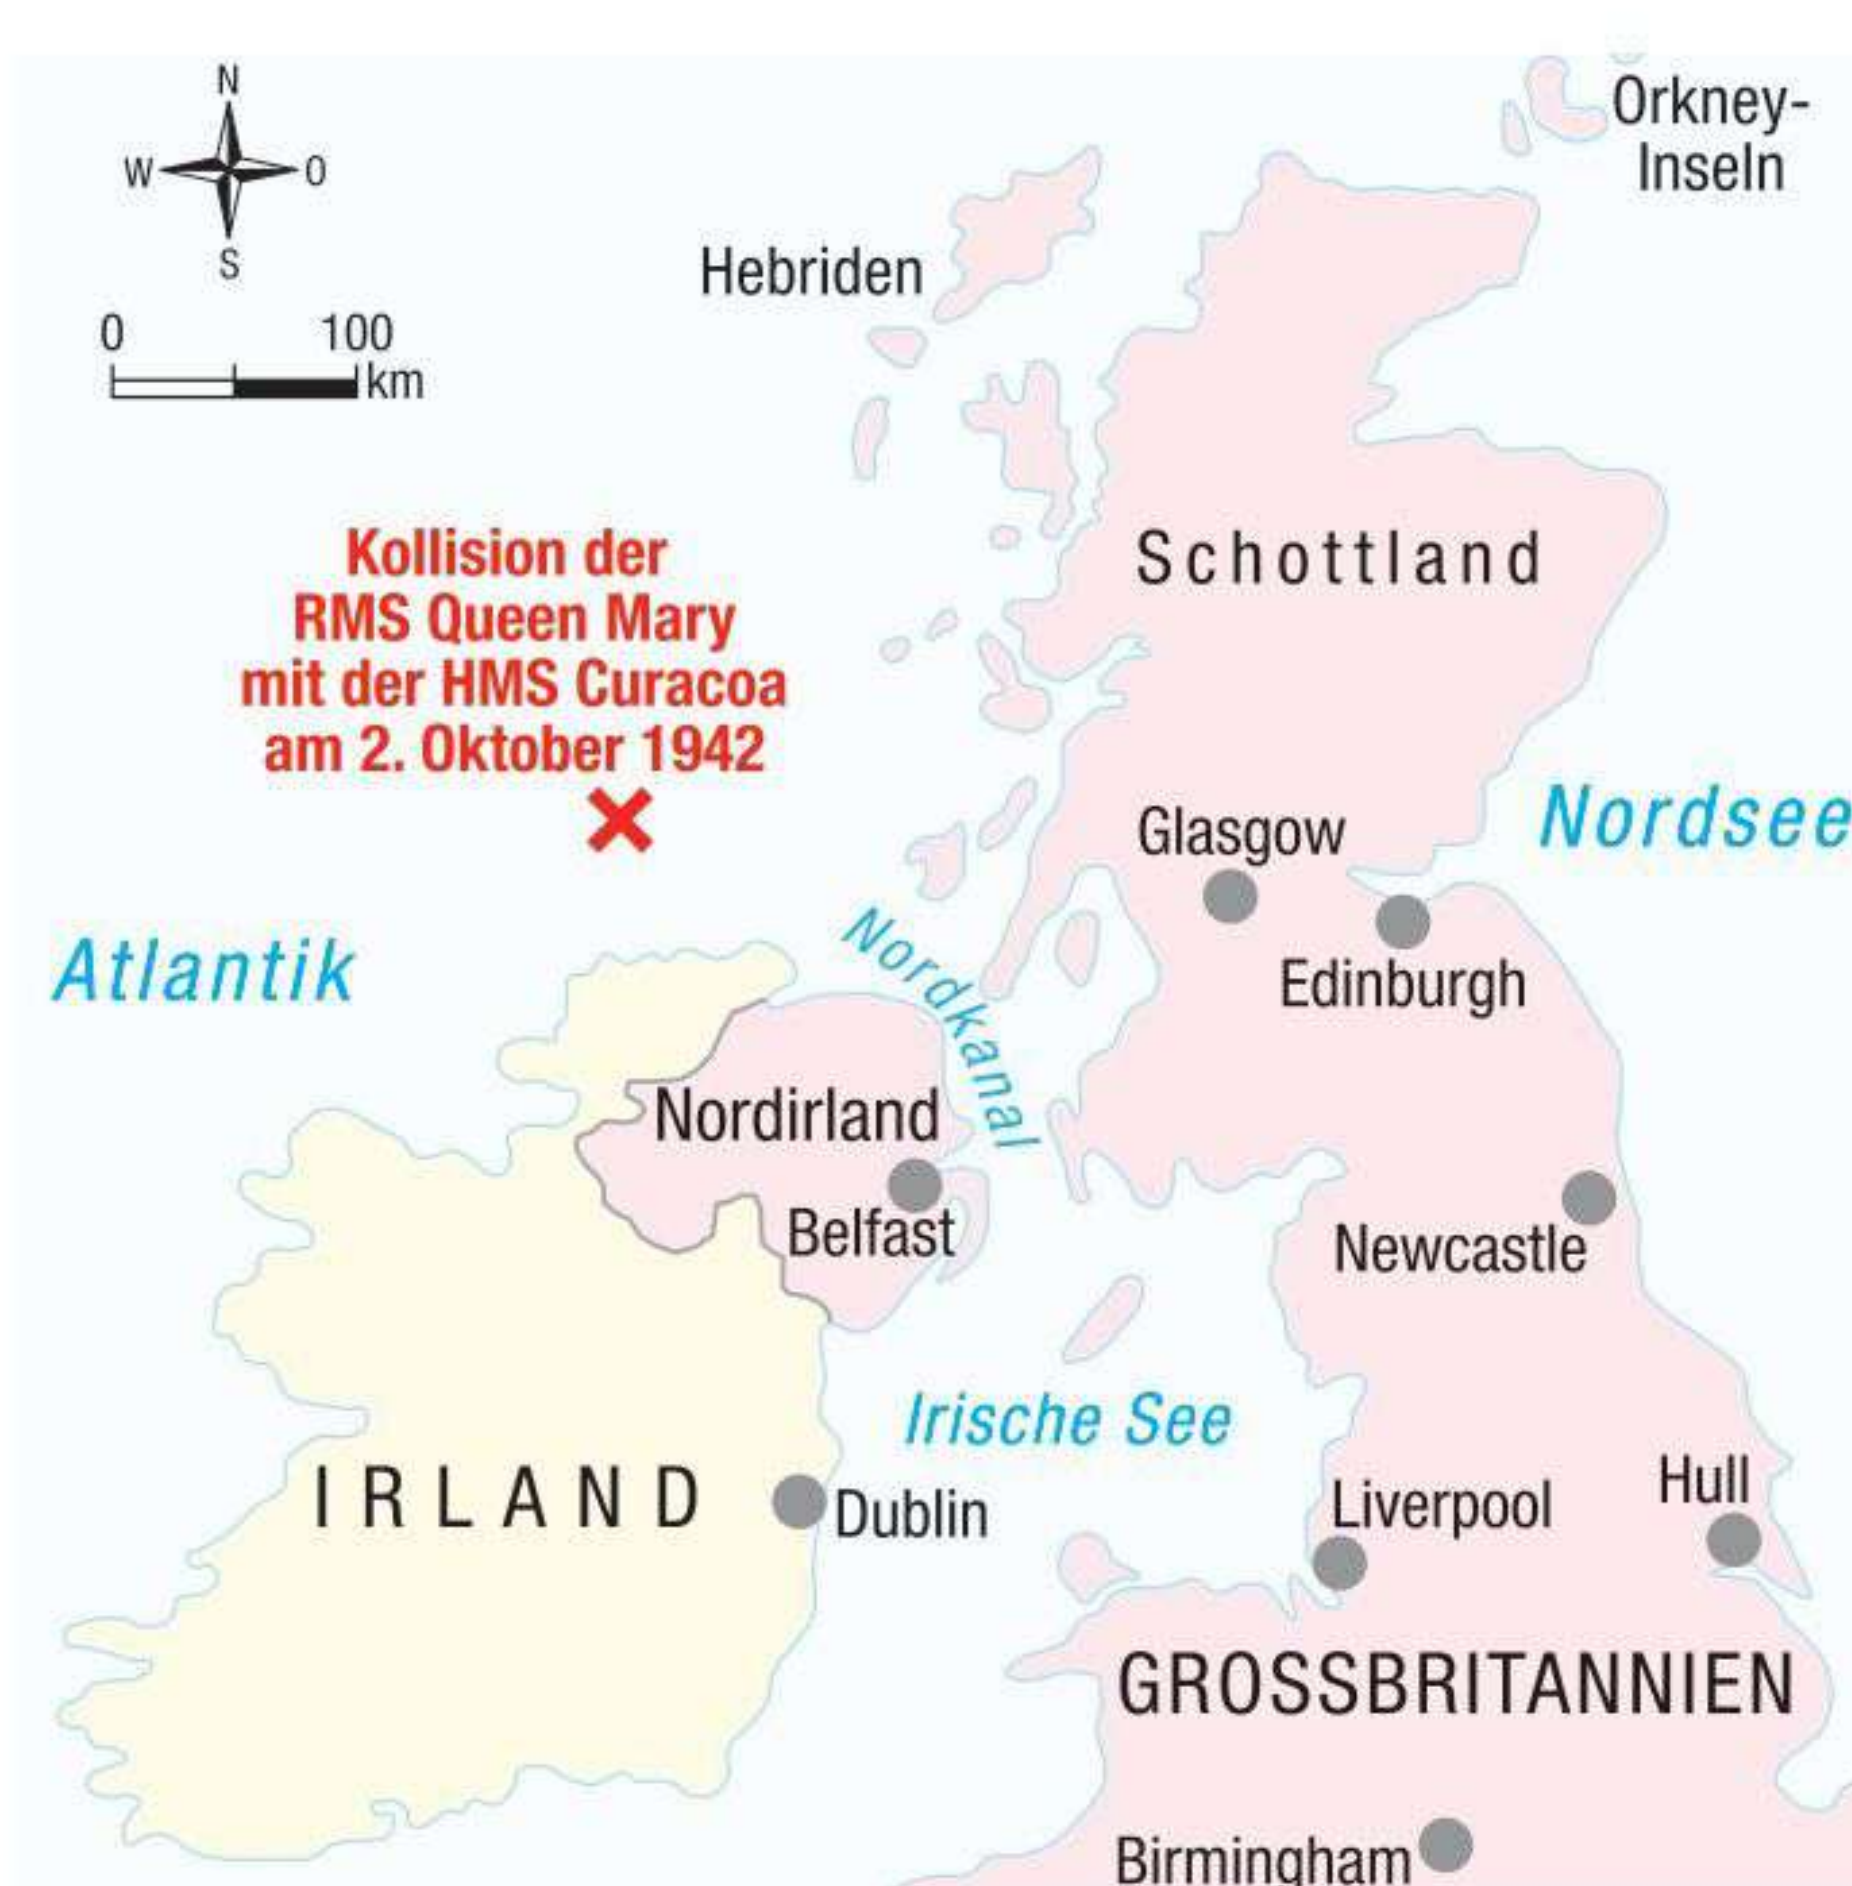 N
W
O
S
0
100
km
Orkney-
Inseln
Hebriden
Kollision der
RMS Queen Mary
mit der HMS Curacoa
am 2. Oktober 1942
Schottland
Nordsee
Glasgow
Edinburgh
Atlantik
Nordkanal
Nordirland
Belfast
Newcastle
Irische See
IRLAND
Dublin
Liverpool
Hull
GROSSBRITANNIEN
Birmingham